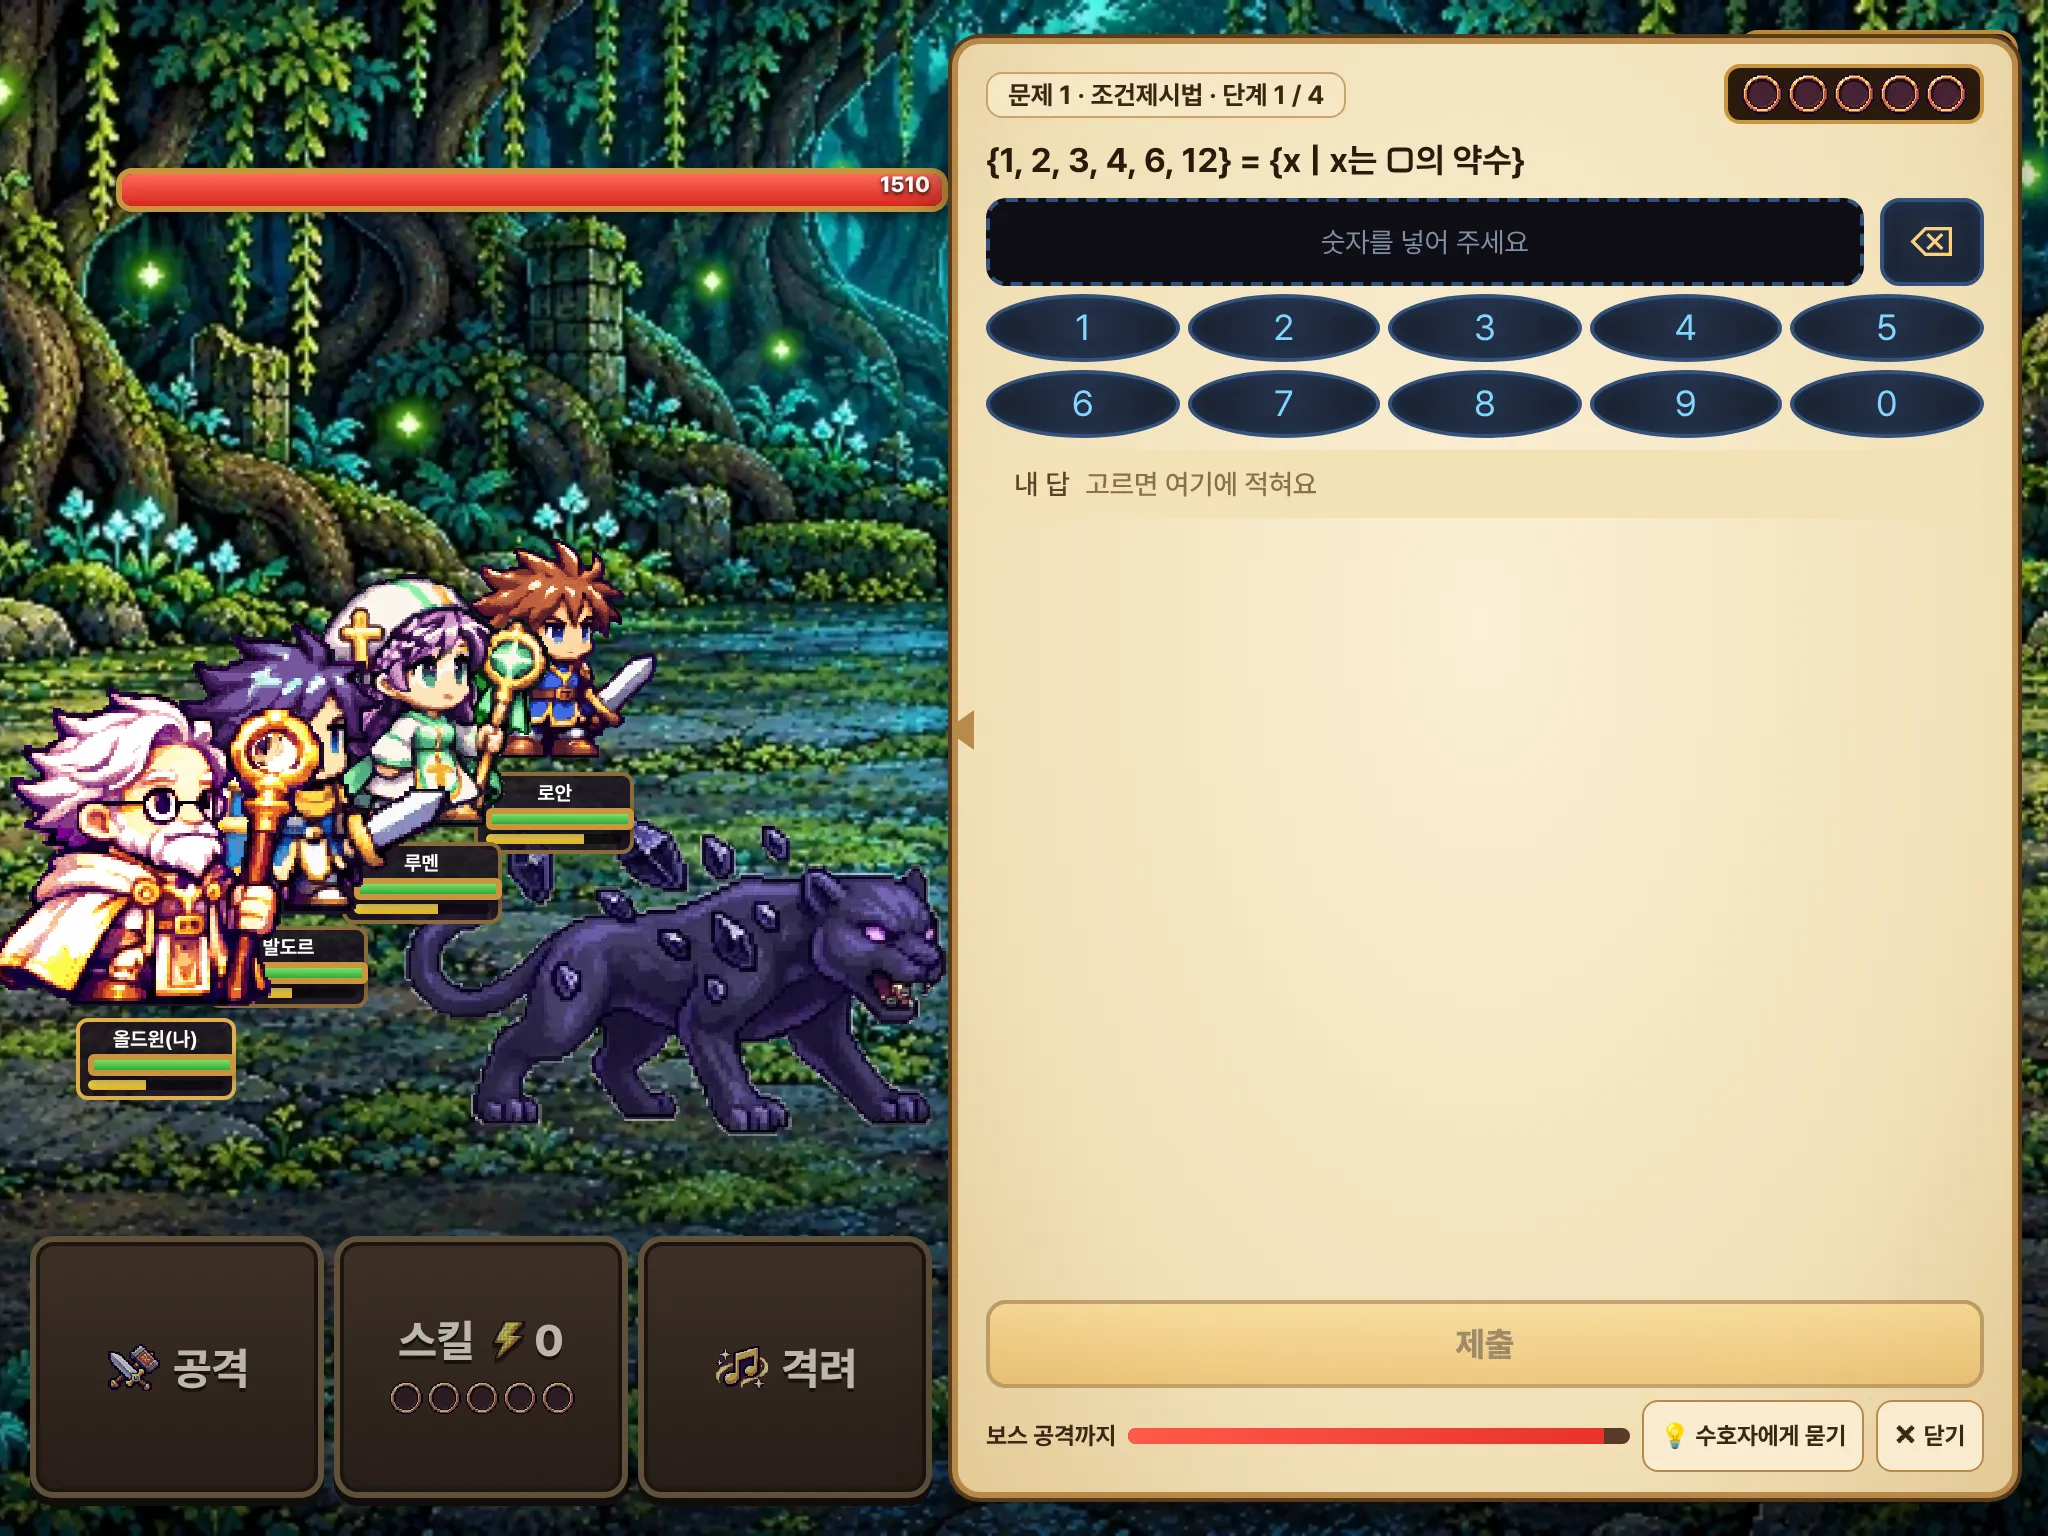 1510
로안
루멘
발도르
올드윈(나)
공격
스킬 ⚡0
격려
문제 1 · 조건제시법 · 단계 1 / 4
{1, 2, 3, 4, 6, 12} = {x | x는 □의 약수}
숫자를 넣어 주세요
1 2 3 4 5
6 7 8 9 0
내 답 고르면 여기에 적혀요
제출
보스 공격까지
💡 수호자에게 묻기
✕ 닫기